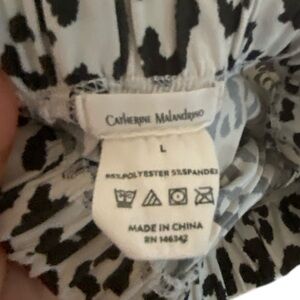 Catherine Malandrino
L
95% POLYESTER 5% SPANDEX
MADE IN CHINA
RN 146342